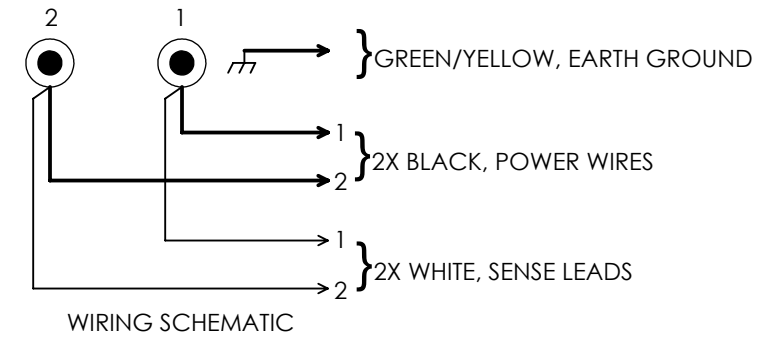 2 1
GREEN/YELLOW, EARTH GROUND
1
2X BLACK, POWER WIRES
2
1
2X WHITE, SENSE LEADS
2
WIRING SCHEMATIC